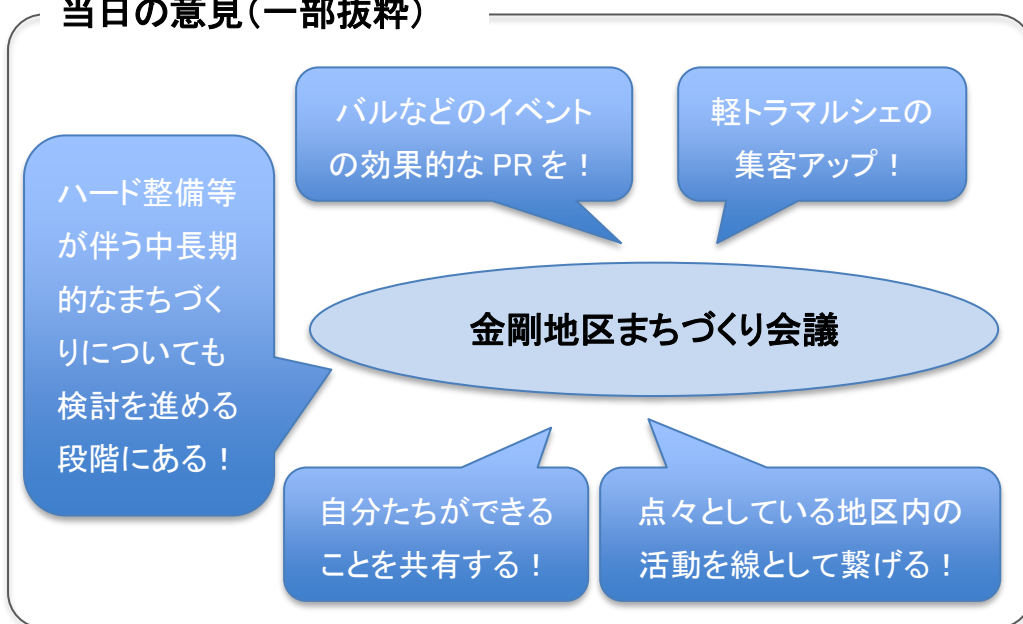 当日の意見（一部抜粋）
バルなどのイベント
の効果的な PR を！
軽トラマルシェの
集客アップ！
ハード整備等
が伴う中長期
的なまちづく
りについても
検討を進める
段階にある！
金剛地区まちづくり会議
自分たちができる
ことを共有する！
点々としている地区内の
活動を線として繋げる！